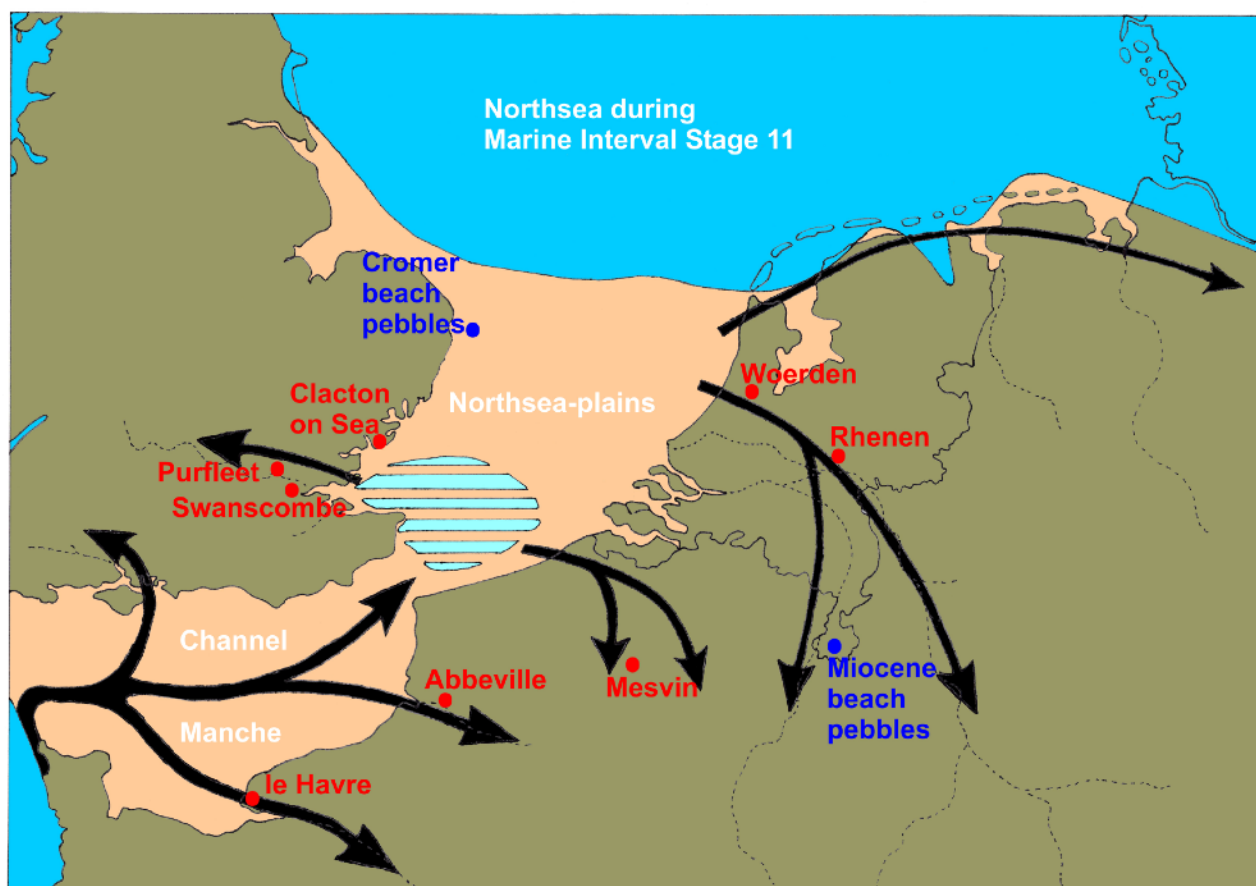 Northsea during
Marine Interval Stage 11
Cromer
beach
pebbles
Clacton
on Sea
Northsea-plains
Woerden
Rhenen
Purfleet
Swanscombe
Channel
Abbeville
Mesvin
Miocene
beach
pebbles
Manche
le Havre